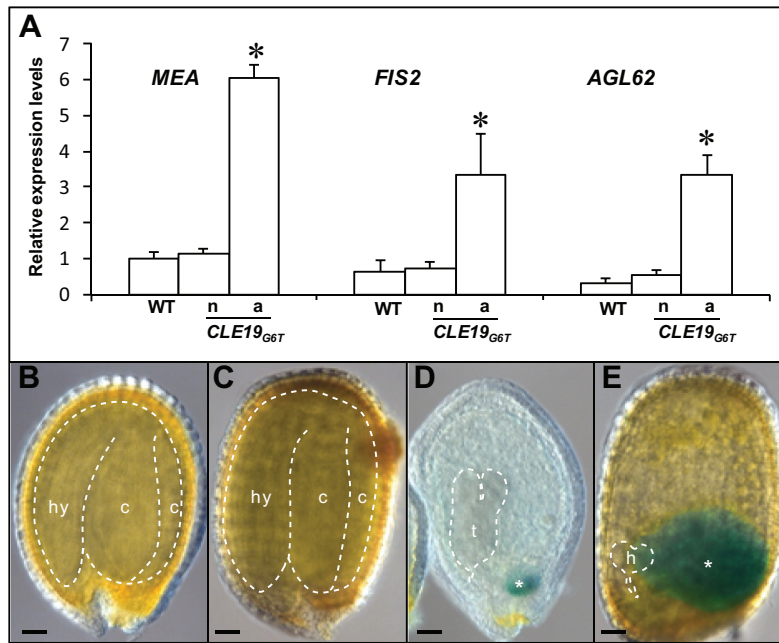 A
Relative expression levels
7
6
5
4
3
2
1
0
MEA
FIS2
AGL62
*
*
*
WT n a
WT n a
WT n a
CLE19G6T
CLE19G6T
CLE19G6T
B
C
D
E
hy c c
hy c c
t *
h *